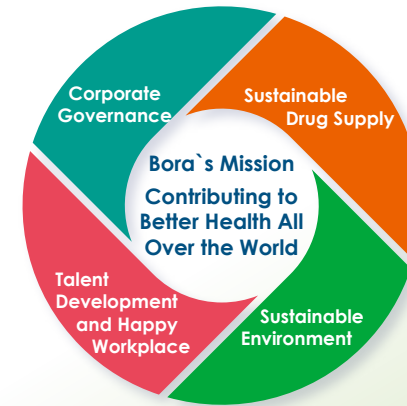 Corporate
Governance
Sustainable
Drug Supply
Bora`s Mission
Contributing to
Better Health All
Over the World
Talent
Development
and Happy
Workplace
Sustainable
Environment